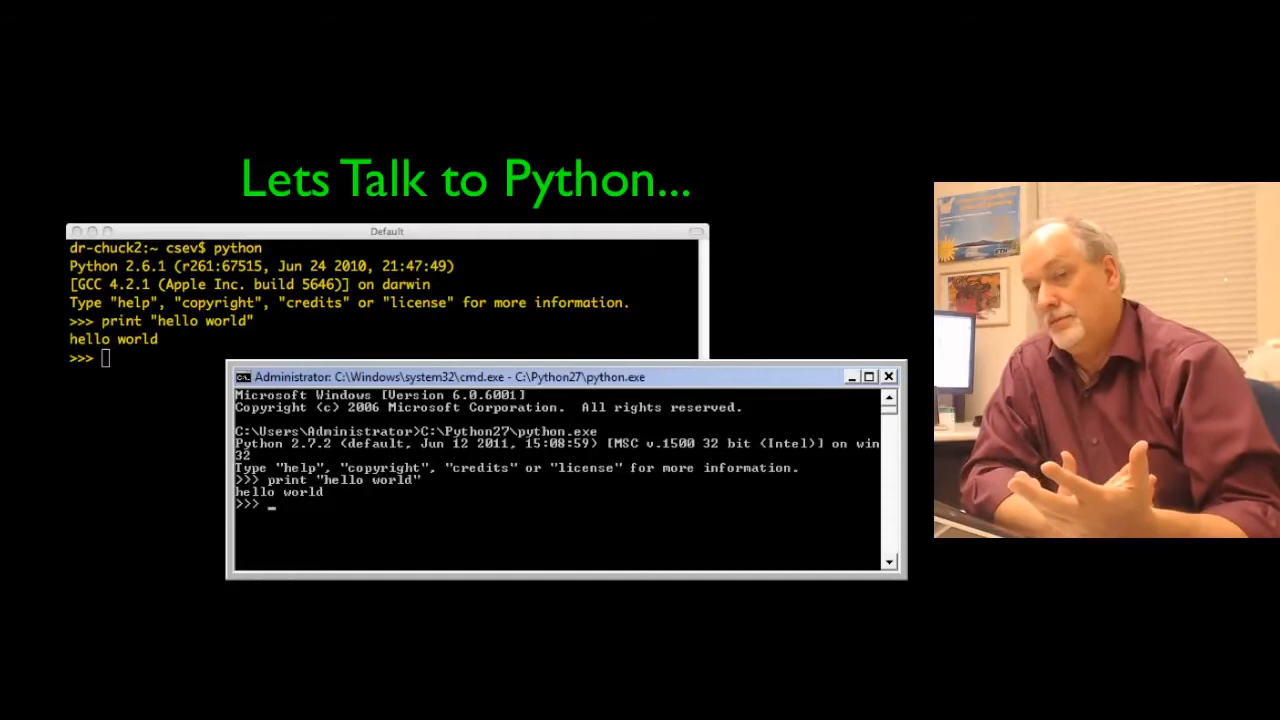 Lets Talk to Python...
Default
dr-chuck2:~ csev$ python
Python 2.6.1 (r261:67515, Jun 24 2010, 21:47:49)
[GCC 4.2.1 (Apple Inc. build 5646)] on darwin
Type "help", "copyright", "credits" or "license" for more information.
>>> print "hello world"
hello world
>>>
Administrator: C:\Windows\system32\cmd.exe - C:\Python27\python.exe
Microsoft Windows [Version 6.0.6001]
Copyright (c) 2006 Microsoft Corporation.  All rights reserved.
C:\Users\Administrator>C:\Python27\python.exe
Python 2.7.2 (default, Jun 12 2011, 15:08:59) [MSC v.1500 32 bit (Intel)] on win
32
Type "help", "copyright", "credits" or "license" for more information.
>>> print "hello world"
hello world
>>> _